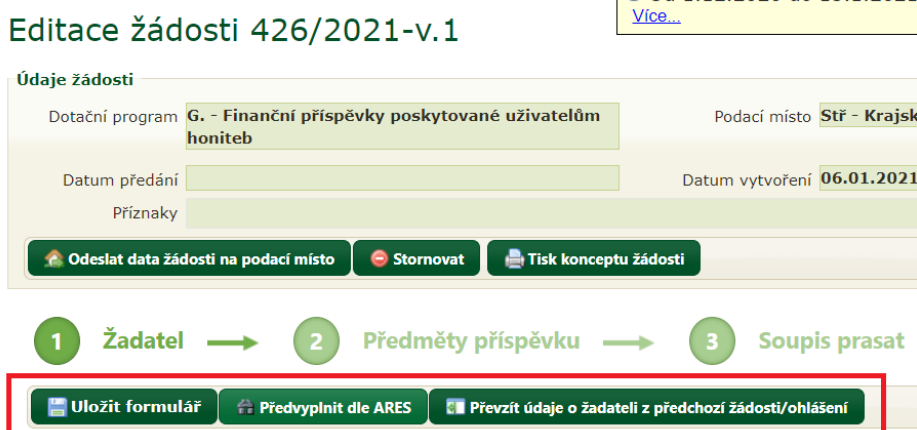 Více...
Editace žádosti 426/2021-v.1
Údaje žádosti
Dotační program G. - Finanční příspěvky poskytované uživatelům
honiteb
Podací místo Stř - Krajsk
Datum předání
Datum vytvoření 06.01.2021
Příznaky
Odeslat data žádosti na podací místo Stornovat Tisk konceptu žádosti
1 Žadatel 2 Předměty příspěvku 3 Soupis prasat
Uložit formulář Předvyplnit dle ARES Převzít údaje o žadateli z předchozí žádosti/ohlášení